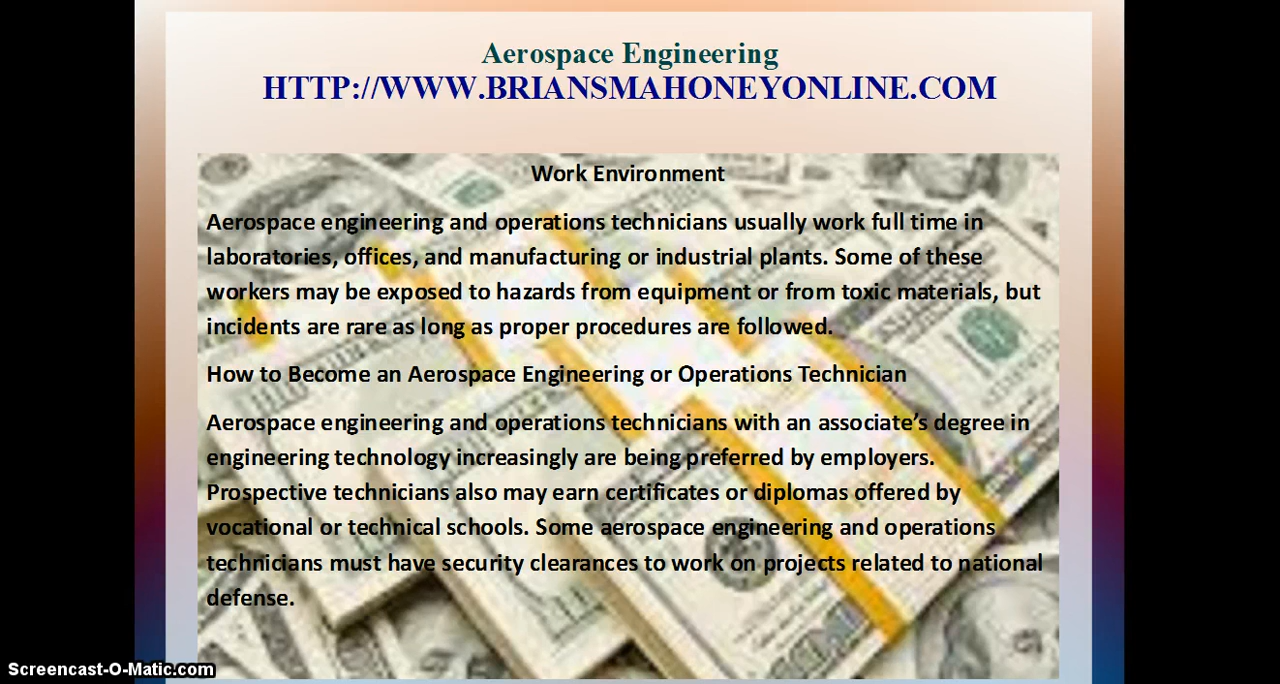 Aerospace Engineering
HTTP://WWW.BRIANSMAHONEYONLINE.COM
Work Environment
Aerospace engineering and operations technicians usually work full time in
laboratories, offices, and manufacturing or industrial plants. Some of these
workers may be exposed to hazards from equipment or from toxic materials, but
incidents are rare as long as proper procedures are followed.
How to Become an Aerospace Engineering or Operations Technician
Aerospace engineering and operations technicians with an associate’s degree in
engineering technology increasingly are being preferred by employers.
Prospective technicians also may earn certificates or diplomas offered by
vocational or technical schools. Some aerospace engineering and operations
technicians must have security clearances to work on projects related to national
defense.
Screencast-O-Matic.com